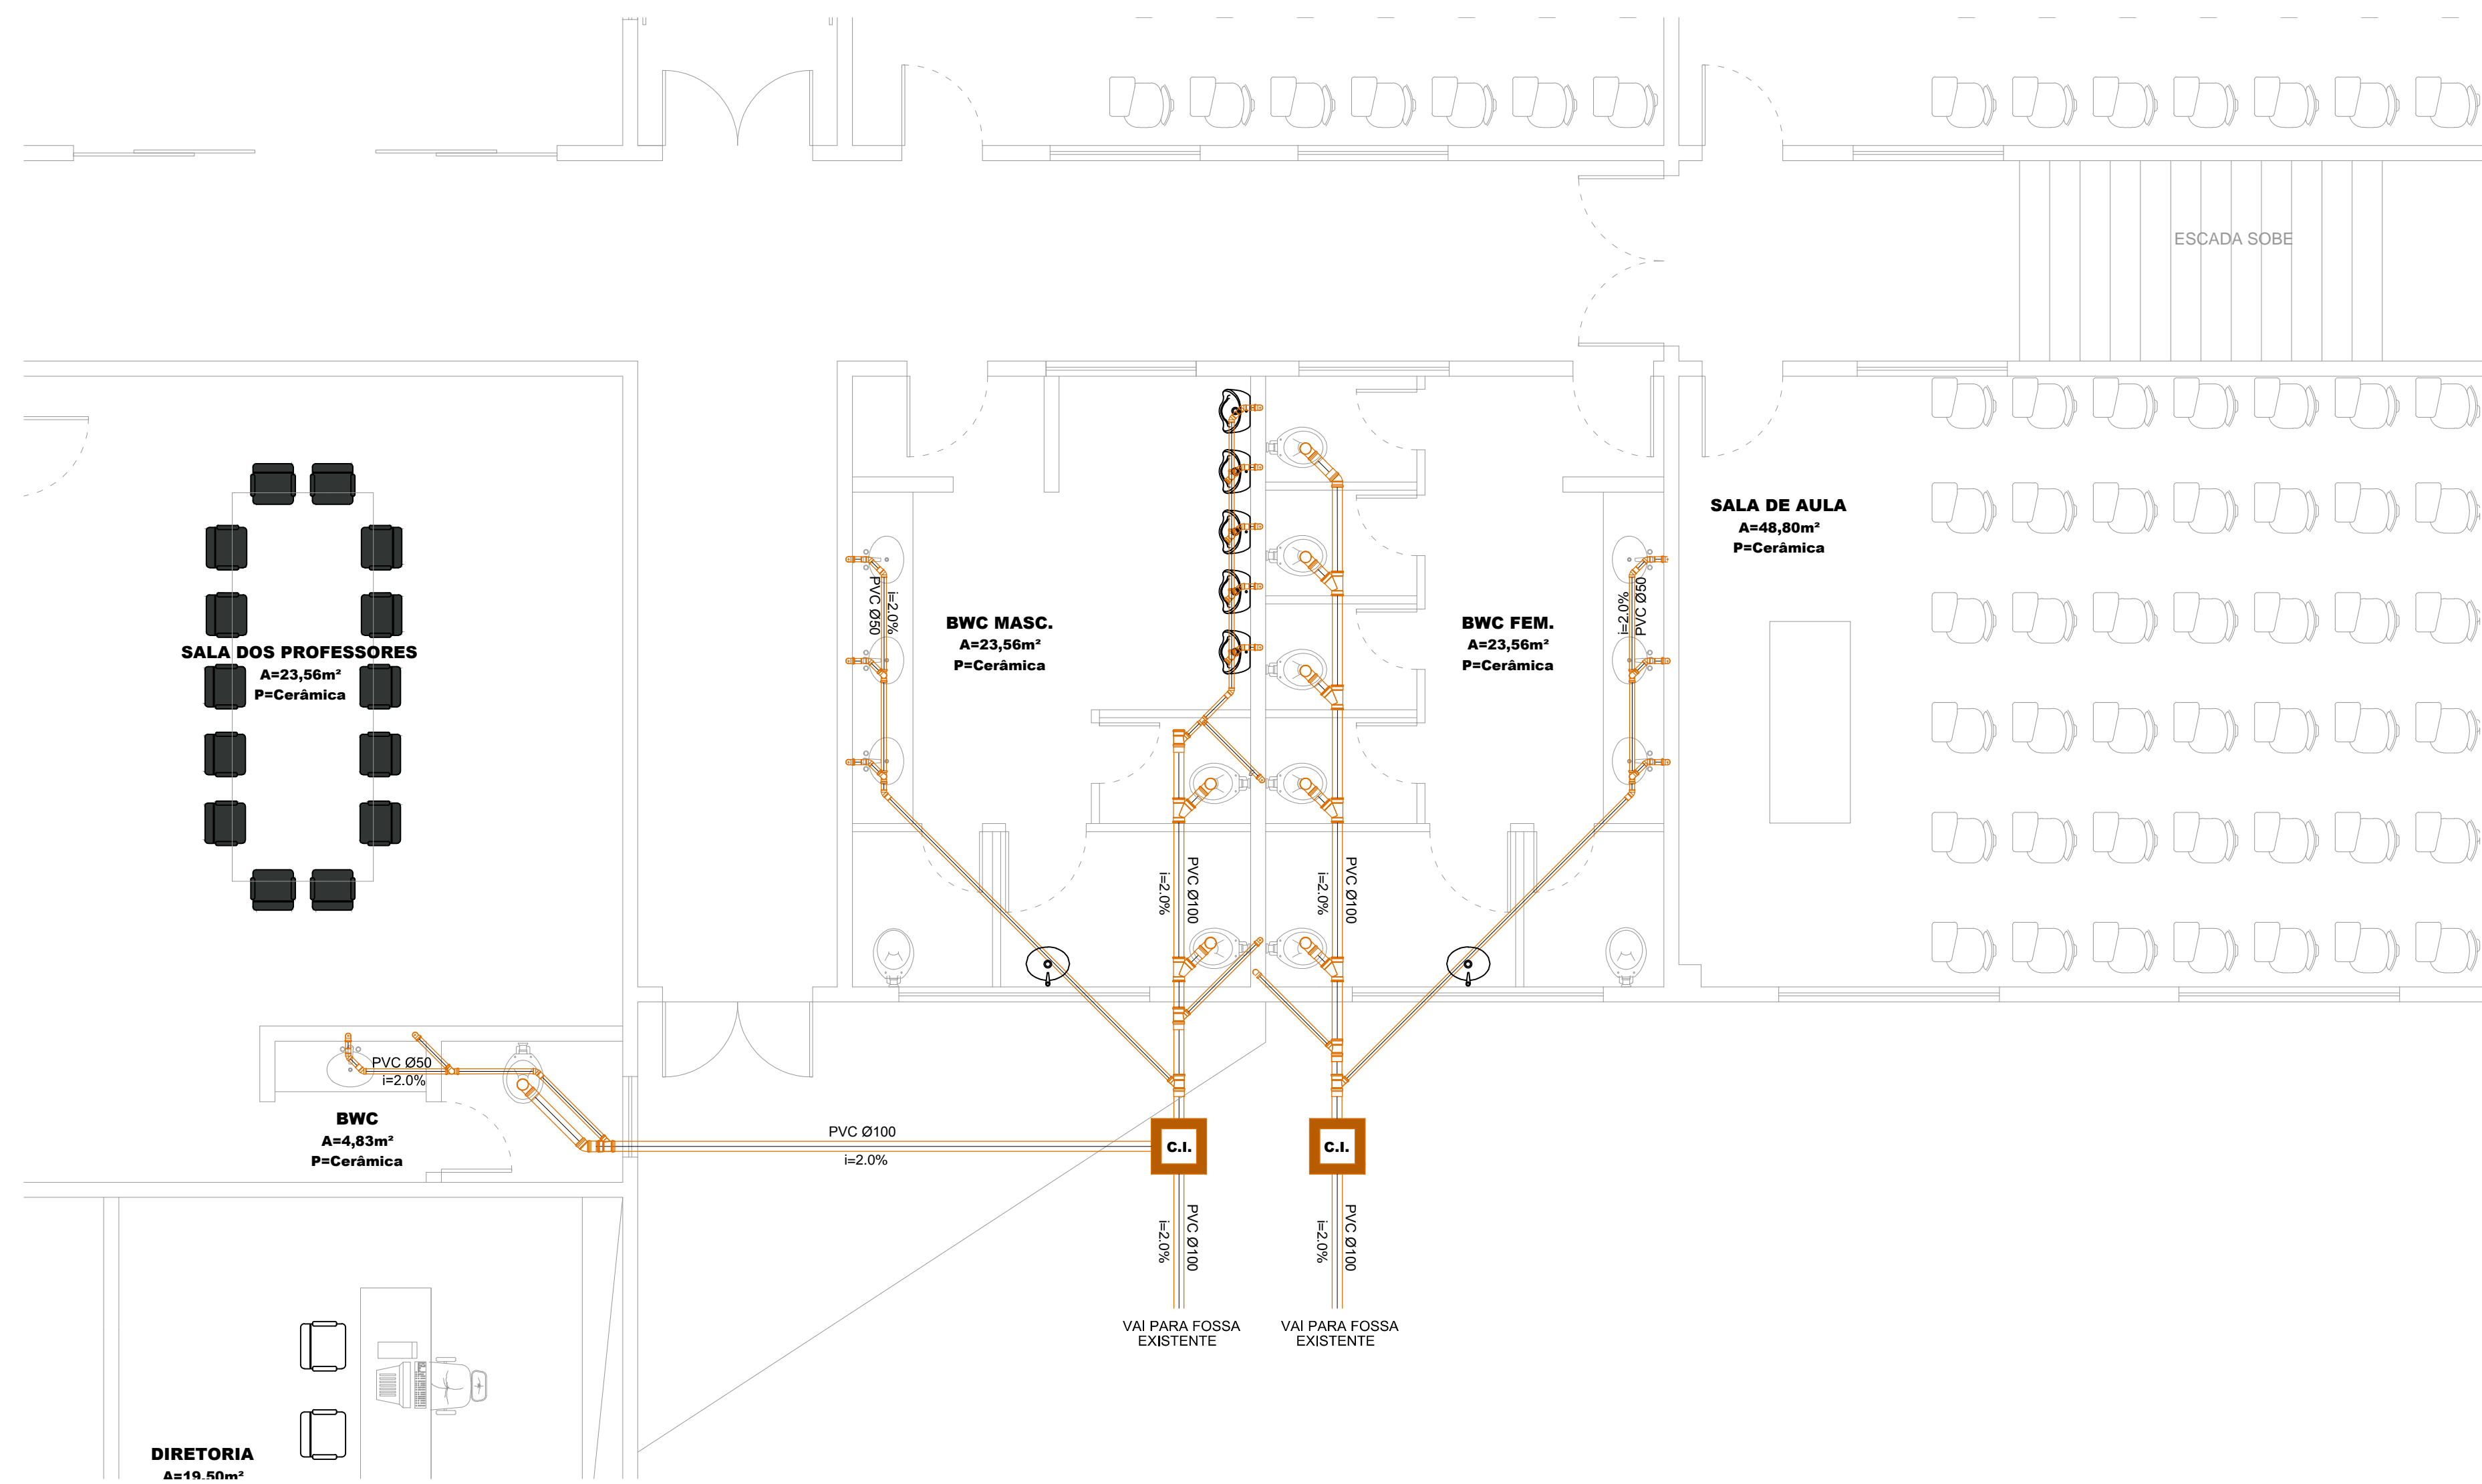 ESCADA SOBE
SALA DOS PROFESSORES
A=23,56m²
P=Cerâmica
PVC Ø50
i=2.0%
BWC MASC.
A=23,56m²
P=Cerâmica
BWC FEM.
A=23,56m²
P=Cerâmica
i=2.0%
PVC Ø50
SALA DE AULA
A=48,80m²
P=Cerâmica
i=2.0%
PVC Ø100
i=2.0%
PVC Ø100
PVC Ø50
i=2.0%
BWC
A=4,83m²
P=Cerâmica
PVC Ø100
i=2.0%
C.I.
C.I.
i=2.0%
PVC Ø100
i=2.0%
PVC Ø100
VAI PARA FOSSA
EXISTENTE
VAI PARA FOSSA
EXISTENTE
DIRETORIA
A=19,50m²